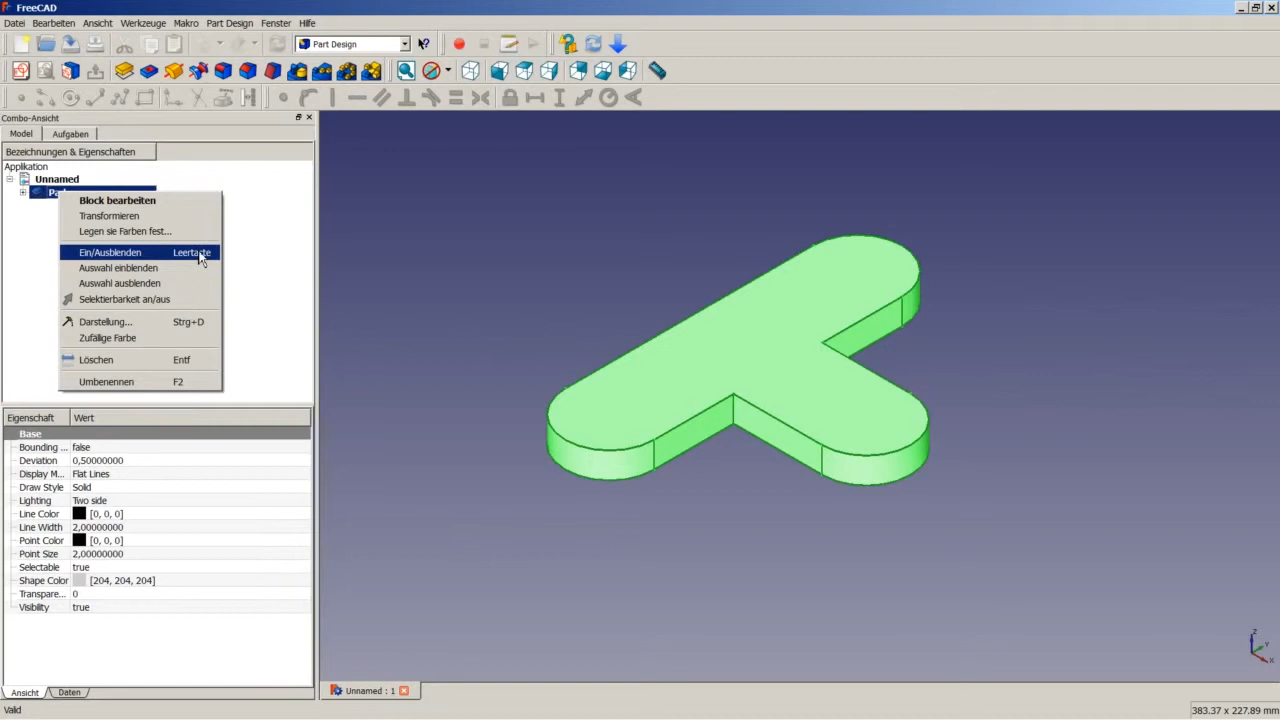 FreeCAD
Datei Bearbeiten Ansicht Werkzeuge Makro Part Design Fenster Hilfe
Part Design
Combo-Ansicht
Model Aufgaben
Bezeichnungen & Eigenschaften
Applikation
Unnamed
Block bearbeiten
Transformieren
Legen sie Farben fest...
Ein/Ausblenden Leertaste
Auswahl einblenden
Auswahl ausblenden
Selektierbarkeit an/aus
Darstellung... Strg+D
Zufällige Farbe
Löschen Entf
Umbenennen F2
Eigenschaft Wert
Base
Bounding ... false
Deviation 0,50000000
Display M... Flat Lines
Draw Style Solid
Lighting Two side
Line Color [0, 0, 0]
Line Width 2,00000000
Point Color [0, 0, 0]
Point Size 2,00000000
Selectable true
Shape Color [204, 204, 204]
Transpare... 0
Visibility true
Ansicht Daten
Unnamed : 1
Z
Y
X
Valid
383.37 x 227.89 mm